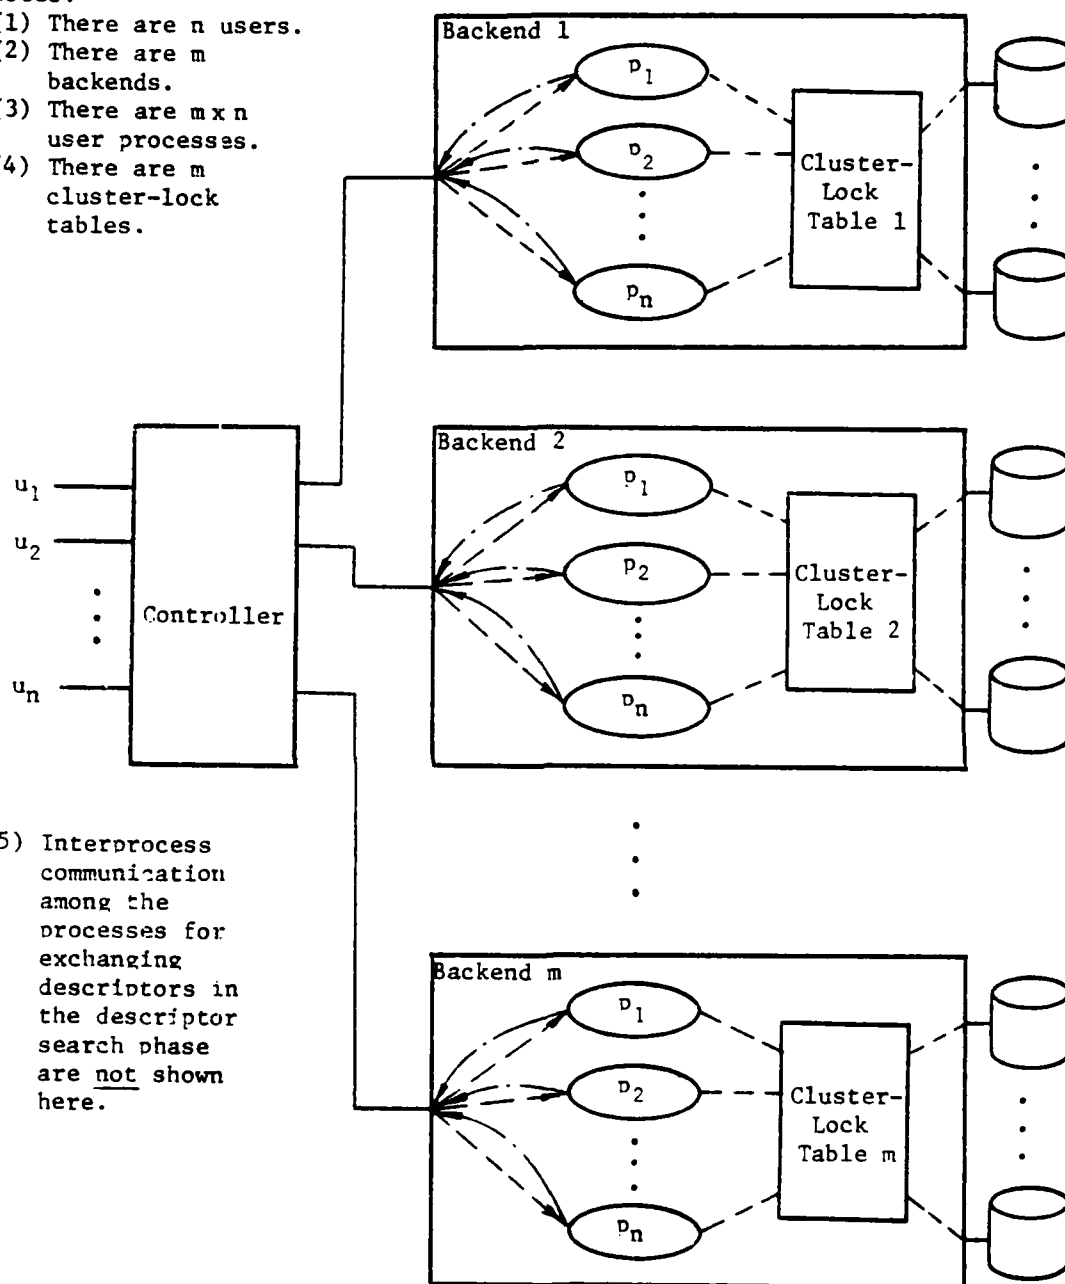 (1) There are n users.
(2) There are m
backends.
(3) There are m x n
user processes.
(4) There are m
cluster-lock
tables.
Backend 1
p1
p2
pn
Cluster-
Lock
Table 1
Backend 2
p1
p2
pn
Cluster-
Lock
Table 2
u1
u2
un
Controller
5) Interprocess
communication
among the
processes for
exchanging
descriptors in
the descriptor
search phase
are not shown
here.
Backend m
p1
p2
pn
Cluster-
Lock
Table m